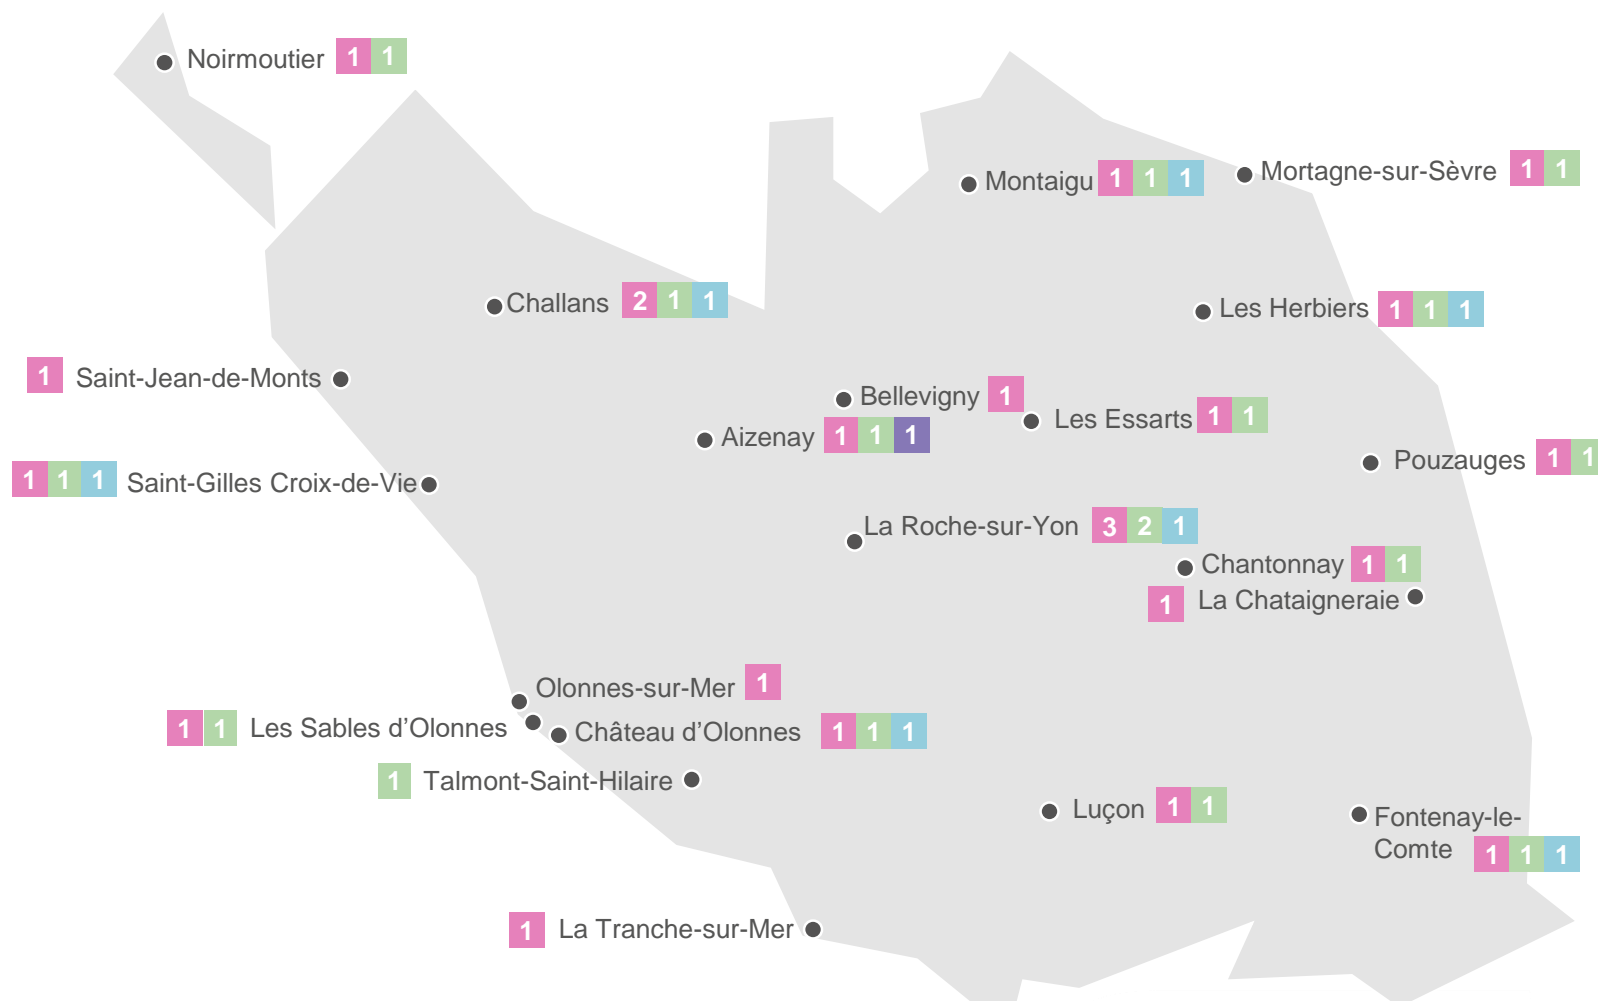 Noirmoutier 1 1
Montaigu 1 1 1
Mortagne-sur-Sèvre 1 1
Challans 2 1 1
Les Herbiers 1 1 1
1 Saint-Jean-de-Monts
Bellevigny 1
Les Essarts 1 1
Aizenay 1 1 1
Pouzauges 1 1
1 1 1 Saint-Gilles Croix-de-Vie
La Roche-sur-Yon 3 2 1
Chantonnay 1 1
1 La Chataigneraie
Olonnes-sur-Mer 1
1 1 Les Sables d’Olonnes
Château d’Olonnes 1 1 1
1 Talmont-Saint-Hilaire
Luçon 1 1
Fontenay-le-
Comte 1 1 1
1 La Tranche-sur-Mer